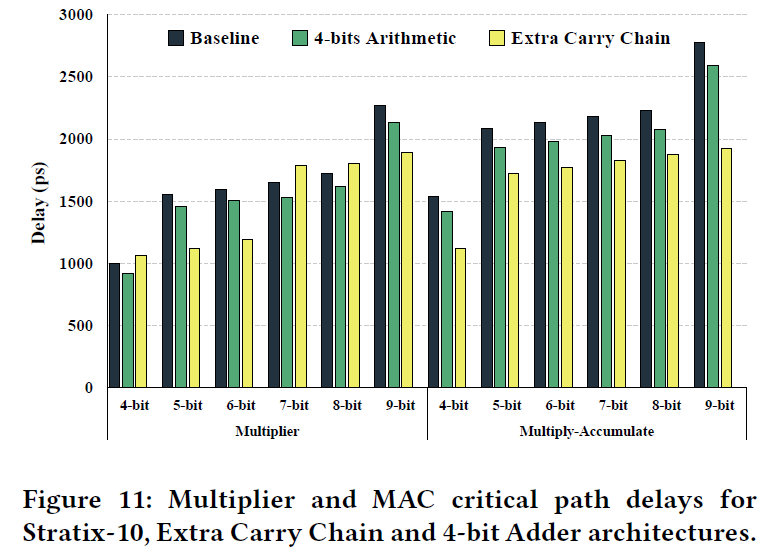 3000
Baseline 4-bits Arithmetic Extra Carry Chain
2500
2000
Delay (ps)
1500
1000
500
0
4-bit 5-bit 6-bit 7-bit 8-bit 9-bit 4-bit 5-bit 6-bit 7-bit 8-bit 9-bit
Multiplier Multiply-Accumulate
Figure 11: Multiplier and MAC critical path delays for
Stratix-10, Extra Carry Chain and 4-bit Adder architectures.